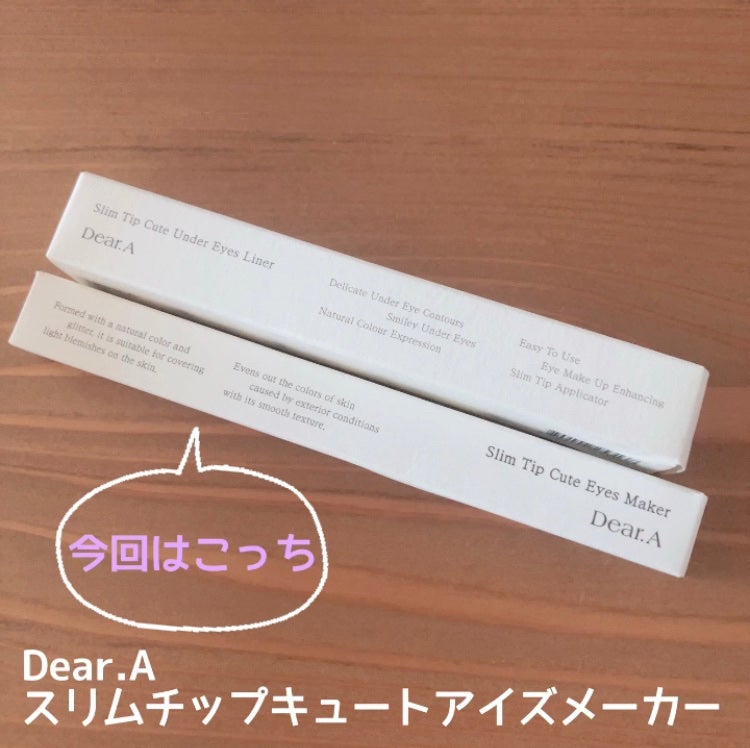 Slim Tip Cute Under Eyes Liner
Dear.A
Delicate Under Eye Contours
Smiley Under Eyes
Natural Colour Expression
Easy To Use
Eye Make Up Enhancing
Slim Tip Applicator
Formed with a natural color and
glitter, it is suitable for covering
light blemishes on the skin.
Evens out the colors of skin
caused by exterior conditions
with its smooth texture.
Slim Tip Cute Eyes Maker
Dear.A
今回はこっち
Dear.A
スリムチップキュートアイズメーカー